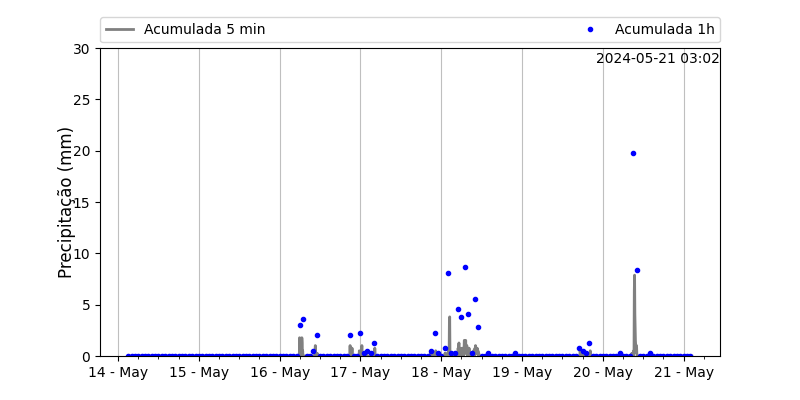 Acumulada 5 min
Acumulada 1h
2024-05-21 03:02
Precipitação (mm)
30
25
20
15
10
5
0
14 - May
15 - May
16 - May
17 - May
18 - May
19 - May
20 - May
21 - May